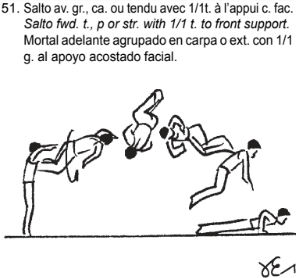 51. Salto av. gr., ca. ou tendu avec 1/1t. à l'appui c. fac.
Salto fwd. t., p or str. with 1/1 t. to front support.
Mortal adelante agrupado en carpa o ext. con 1/1
g. al apoyo acostado facial.